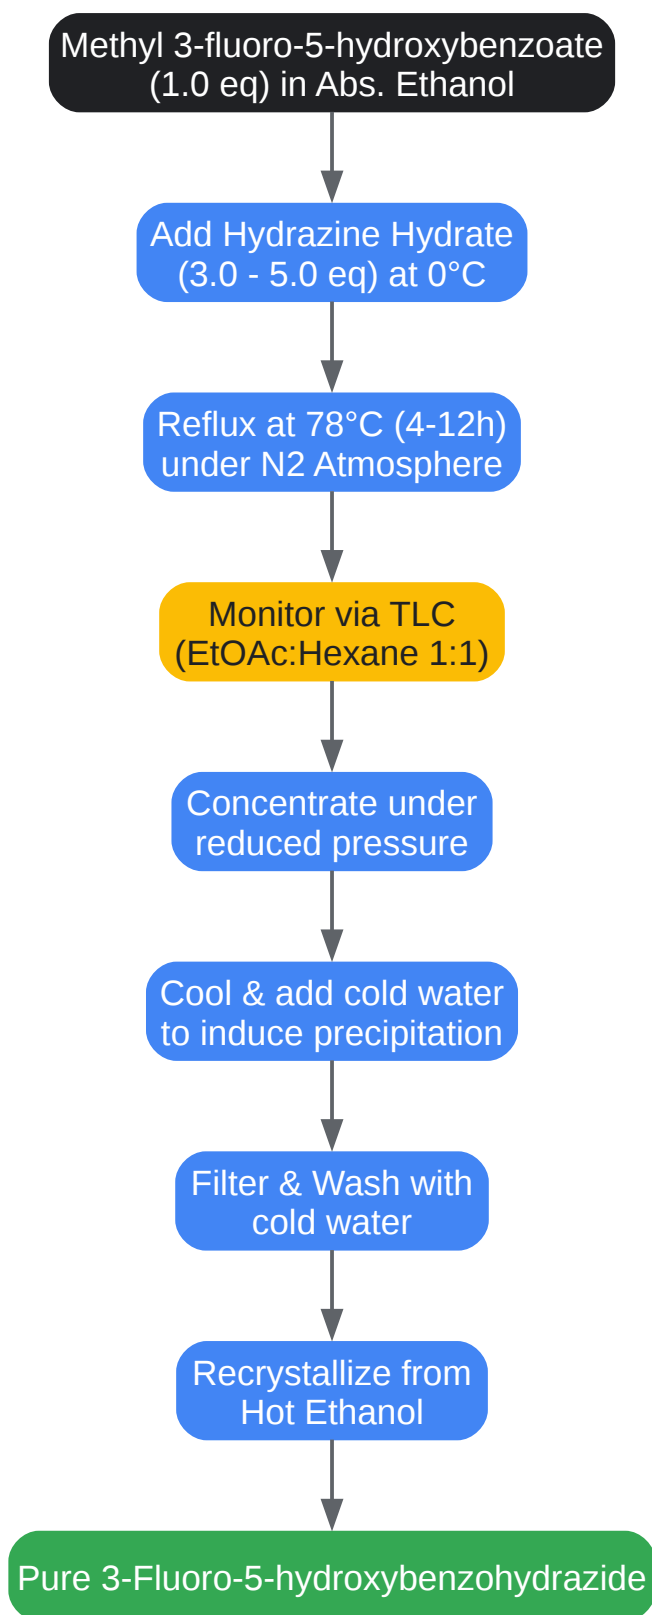 Methyl 3-fluoro-5-hydroxybenzoate
(1.0 eq) in Abs. Ethanol
Add Hydrazine Hydrate
(3.0 - 5.0 eq) at 0°C
Reflux at 78°C (4-12h)
under N2 Atmosphere
Monitor via TLC
(EtOAc:Hexane 1:1)
Concentrate under
reduced pressure
Cool & add cold water
to induce precipitation
Filter & Wash with
cold water
Recrystallize from
Hot Ethanol
Pure 3-Fluoro-5-hydroxybenzohydrazide